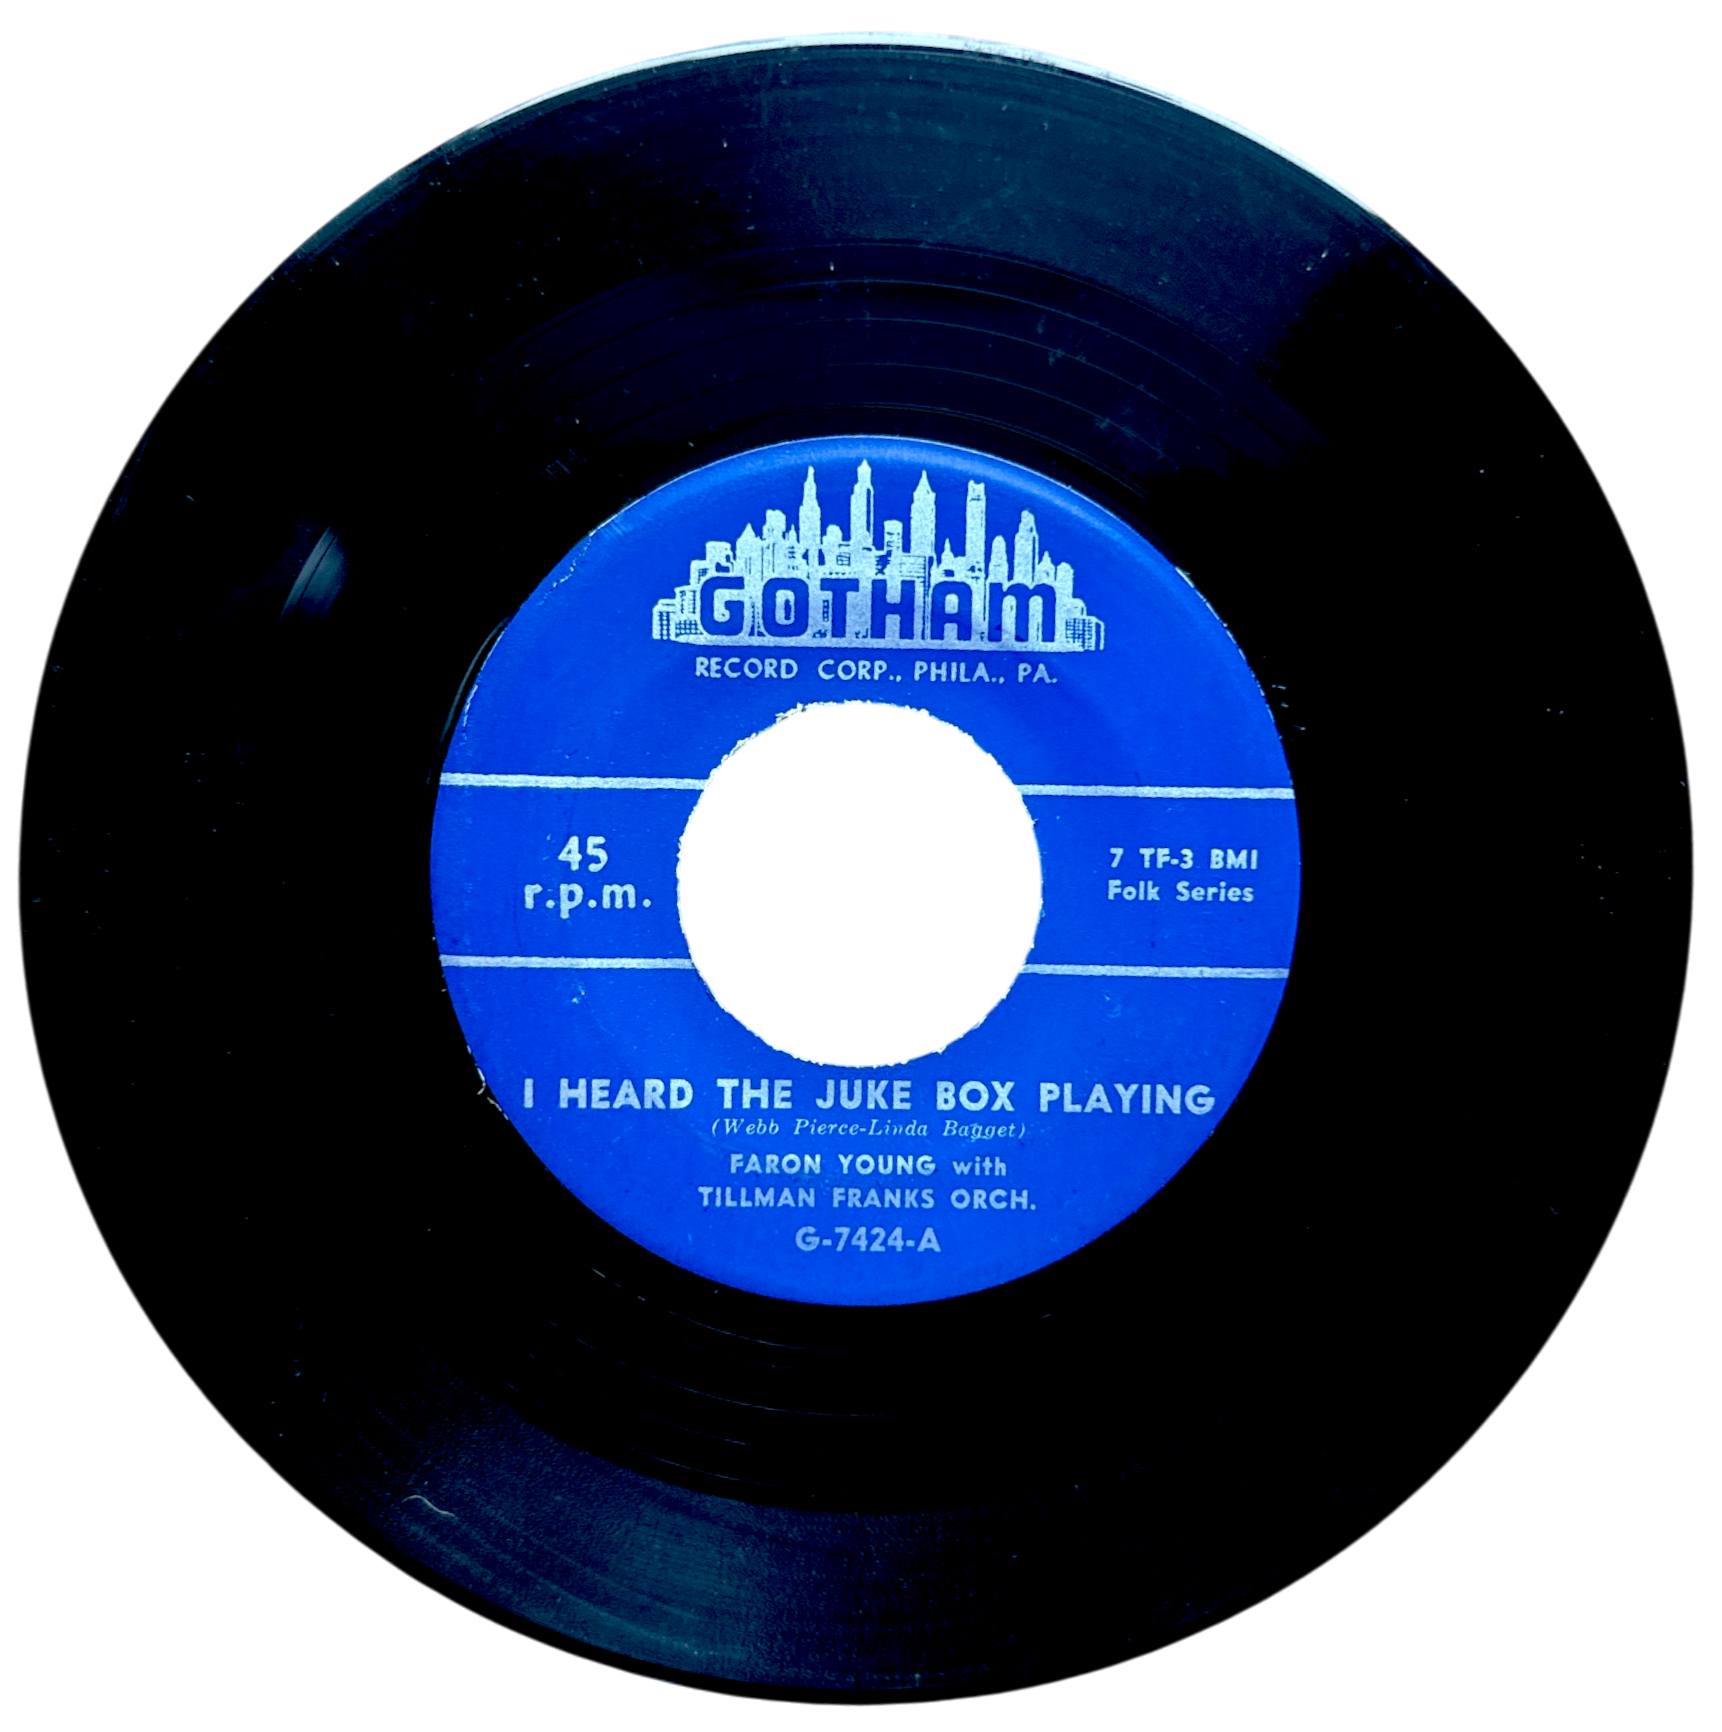 GOTHAM
RECORD CORP., PHILA., PA.
45
r.p.m.
7 TF-3 BMI
Folk Series
I HEARD THE JUKE BOX PLAYING
(Webb Pierce-Linda Bagget)
FARON YOUNG with
TILLMAN FRANKS ORCH.
G-7424-A